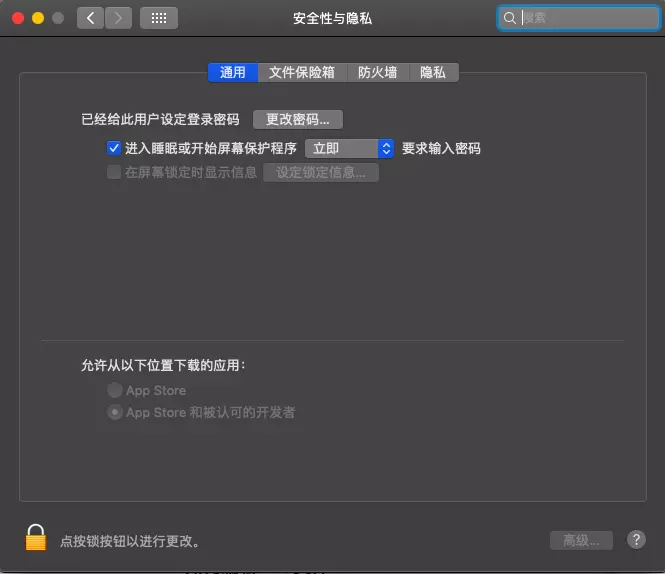 安全性与隐私
搜索
通用 文件保险箱 防火墙 隐私
已经给此用户设定登录密码 更改密码...
进入睡眠或开始屏幕保护程序 立即 要求输入密码
在屏幕锁定时显示信息 设定锁定信息...
允许从以下位置下载的应用：
App Store
App Store 和被认可的开发者
点按锁按钮以进行更改。
高级... ?